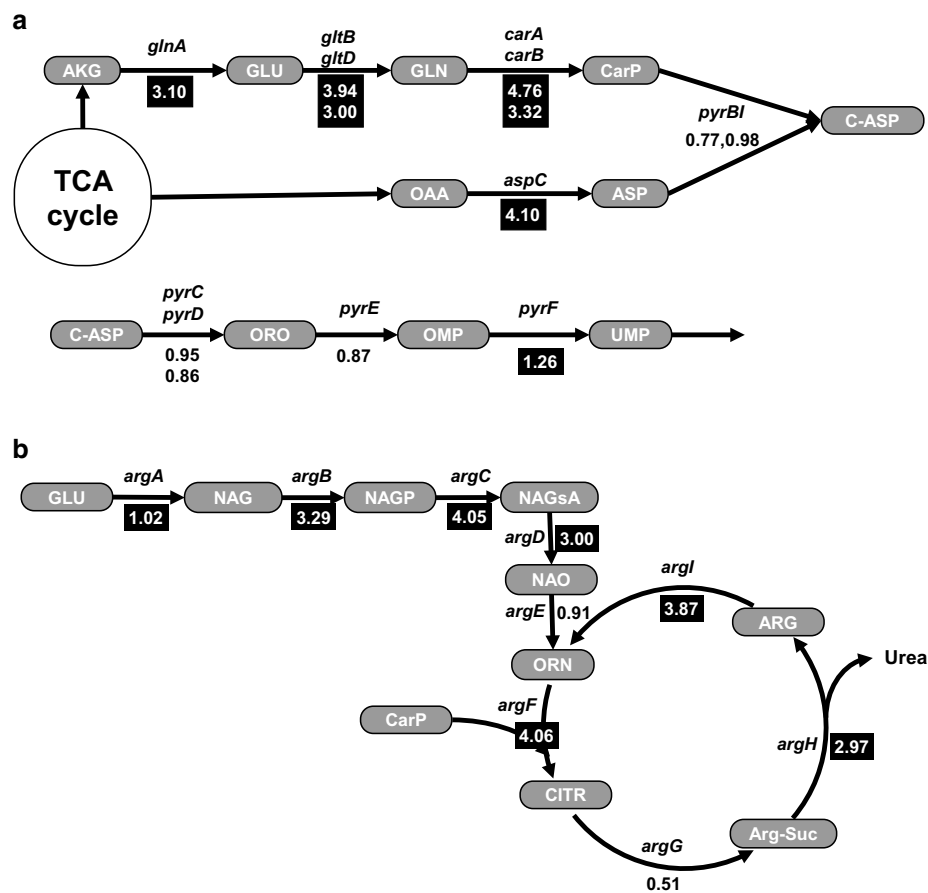 a
glnA
gltB
gltD
carA
carB
AKG
GLU
GLN
CarP
3.10
3.94
3.00
4.76
3.32
pyrBI
0.77,0.98
C-ASP
TCA
cycle
OAA
aspC
ASP
4.10
pyrC
pyrD
pyrE
pyrF
C-ASP
ORO
OMP
UMP
0.95
0.86
0.87
1.26
b
argA
argB
argC
GLU
NAG
NAGP
NAGsA
1.02
3.29
4.05
argD
3.00
NAO
argE
0.91
argI
3.87
ARG
ORN
Urea
argF
CarP
4.06
argH
2.97
CITR
Arg-Suc
argG
0.51